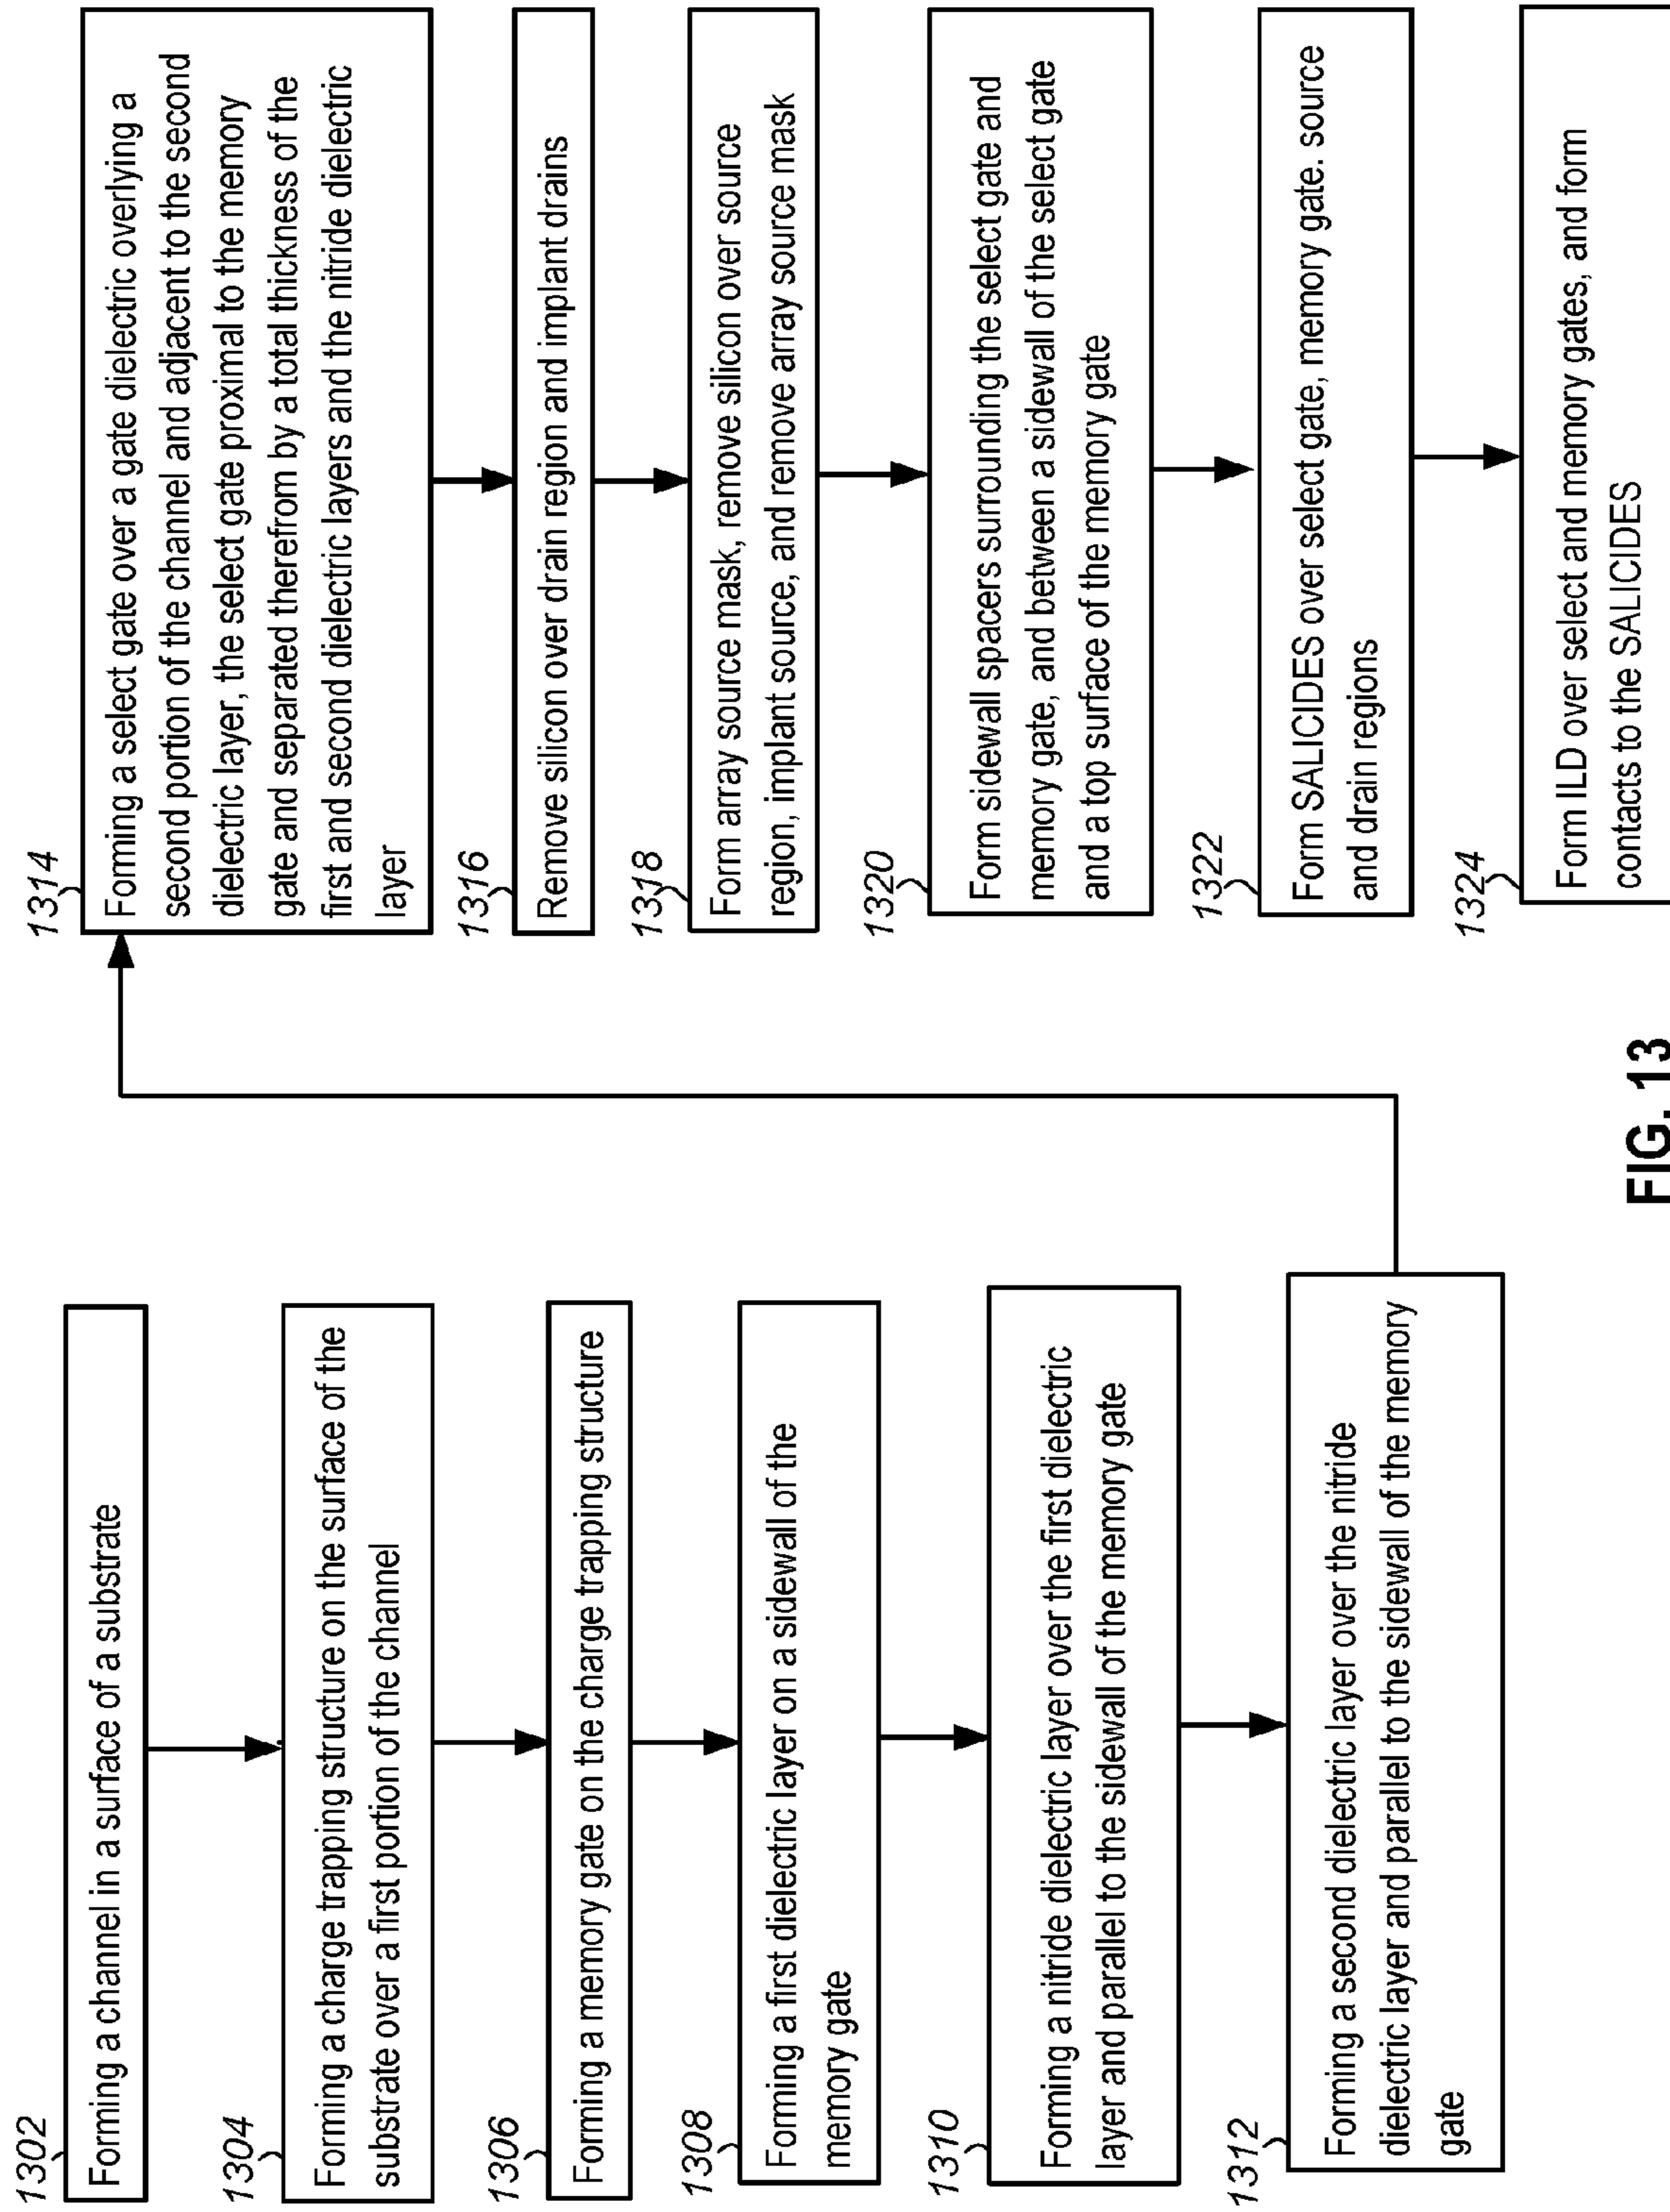 1302
Forming a channel in a surface of a substrate
1304
Forming a charge trapping structure on the surface of the
substrate over a first portion of the channel
1306
Forming a memory gate on the charge trapping structure
1308
Forming a first dielectric layer on a sidewall of the
memory gate
1310
Forming a nitride dielectric layer over the first dielectric
layer and parallel to the sidewall of the memory gate
1312
Forming a second dielectric layer over the nitride
dielectric layer and parallel to the sidewall of the memory
gate
1314
Forming a select gate over a gate dielectric overlying a
second portion of the channel and adjacent to the second
dielectric layer, the select gate proximal to the memory
gate and separated therefrom by a total thickness of the
first and second dielectric layers and the nitride dielectric
layer
1316
Remove silicon over drain region and implant drains
1318
Form array source mask, remove silicon over source
region, implant source, and remove array source mask
1320
Form sidewall spacers surrounding the select gate and
memory gate, and between a sidewall of the select gate
and a top surface of the memory gate
1322
Form SALICIDES over select gate, memory gate. source
and drain regions
1324
Form ILD over select and memory gates, and form
contacts to the SALICIDES
FIG. 13